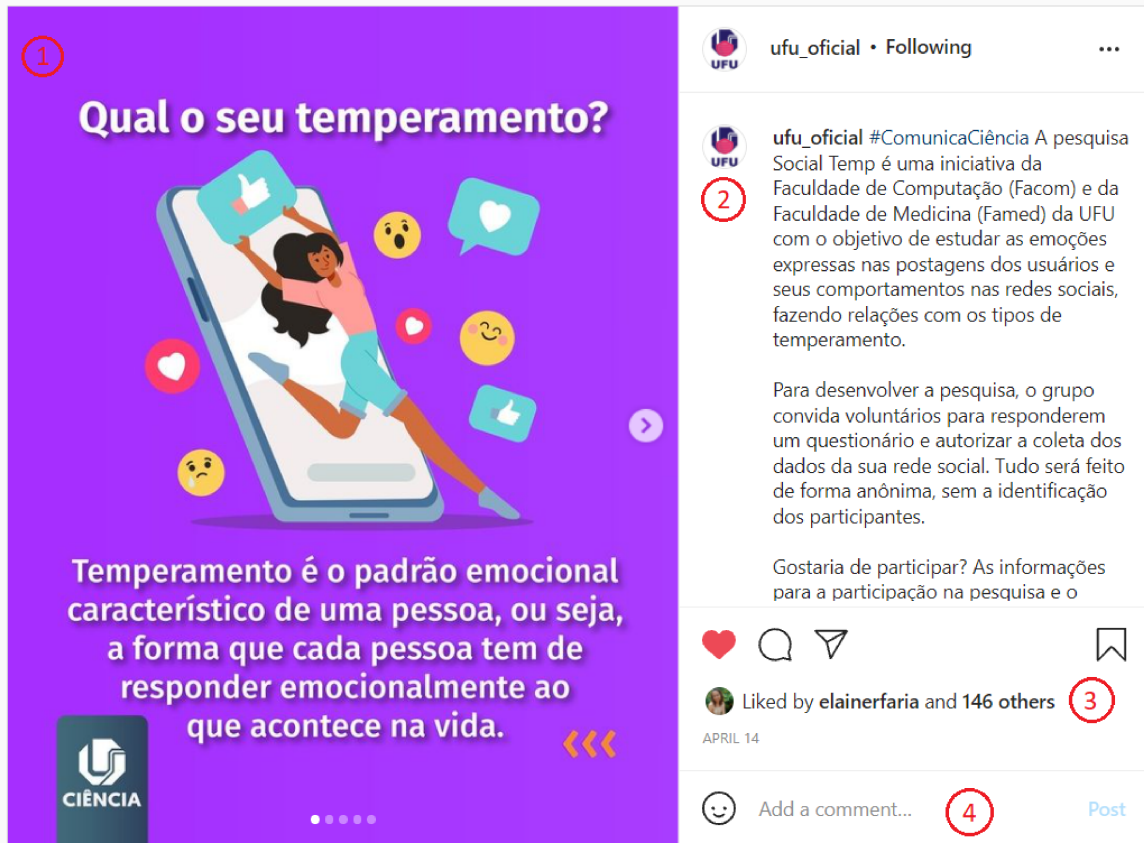 1
Qual o seu temperamento?
Temperamento é o padrão emocional
característico de uma pessoa, ou seja,
a forma que cada pessoa tem de
responder emocionalmente ao
que acontece na vida.
CIÊNCIA
UFU
ufu_oficial • Following
UFU
2
ufu_oficial #ComunicaCiência A pesquisa
Social Temp é uma iniciativa da
Faculdade de Computação (Facom) e da
Faculdade de Medicina (Famed) da UFU
com o objetivo de estudar as emoções
expressas nas postagens dos usuários e
seus comportamentos nas redes sociais,
fazendo relações com os tipos de
temperamento.
Para desenvolver a pesquisa, o grupo
convida voluntários para responderem
um questionário e autorizar a coleta dos
dados da sua rede social. Tudo será feito
de forma anônima, sem a identificação
dos participantes.
Gostaria de participar? As informações
para a participação na pesquisa e o
Liked by elainerfaria and 146 others 3
APRIL 14
Add a comment... 4 Post